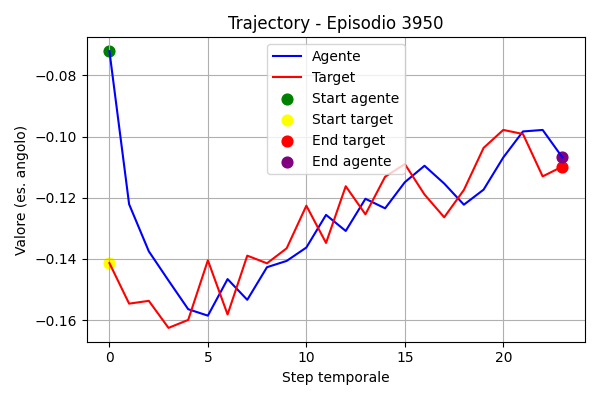 Trajectory - Episodio 3950
Agente
Target
Start agente
Start target
End target
End agente
Valore (es. angolo)
−0.08
−0.10
−0.12
−0.14
−0.16
0
5
10
15
20
Step temporale